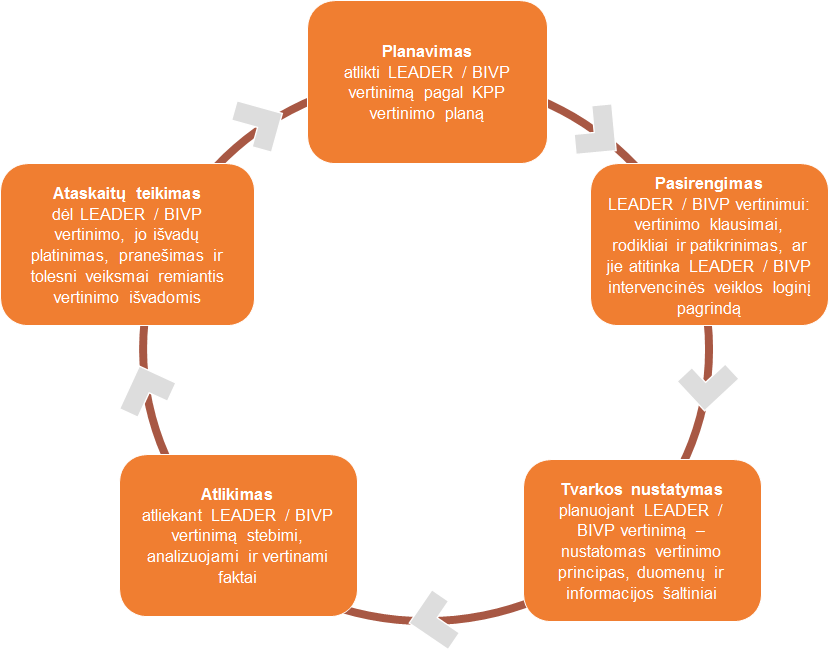 Planavimas
atlikti LEADER / BIVP
vertinimą pagal KPP
vertinimo planą
Pasirengimas
LEADER / BIVP vertinimui:
vertinimo klausimai,
rodikliai ir patikrinimas, ar
jie atitinka LEADER / BIVP
intervencinės veiklos loginį
pagrindą
Tvarkos nustatymas
planuojant LEADER /
BIVP vertinimą –
nustatomas vertinimo
principas, duomenų ir
informacijos šaltiniai
Atlikimas
atliekant LEADER / BIVP
vertinimą stebimi,
analizuojami ir vertinami
faktai
Ataskaitų teikimas
dėl LEADER / BIVP
vertinimo, jo išvadų
platinimas, pranešimas ir
tolesni veiksmai remiantis
vertinimo išvadomis